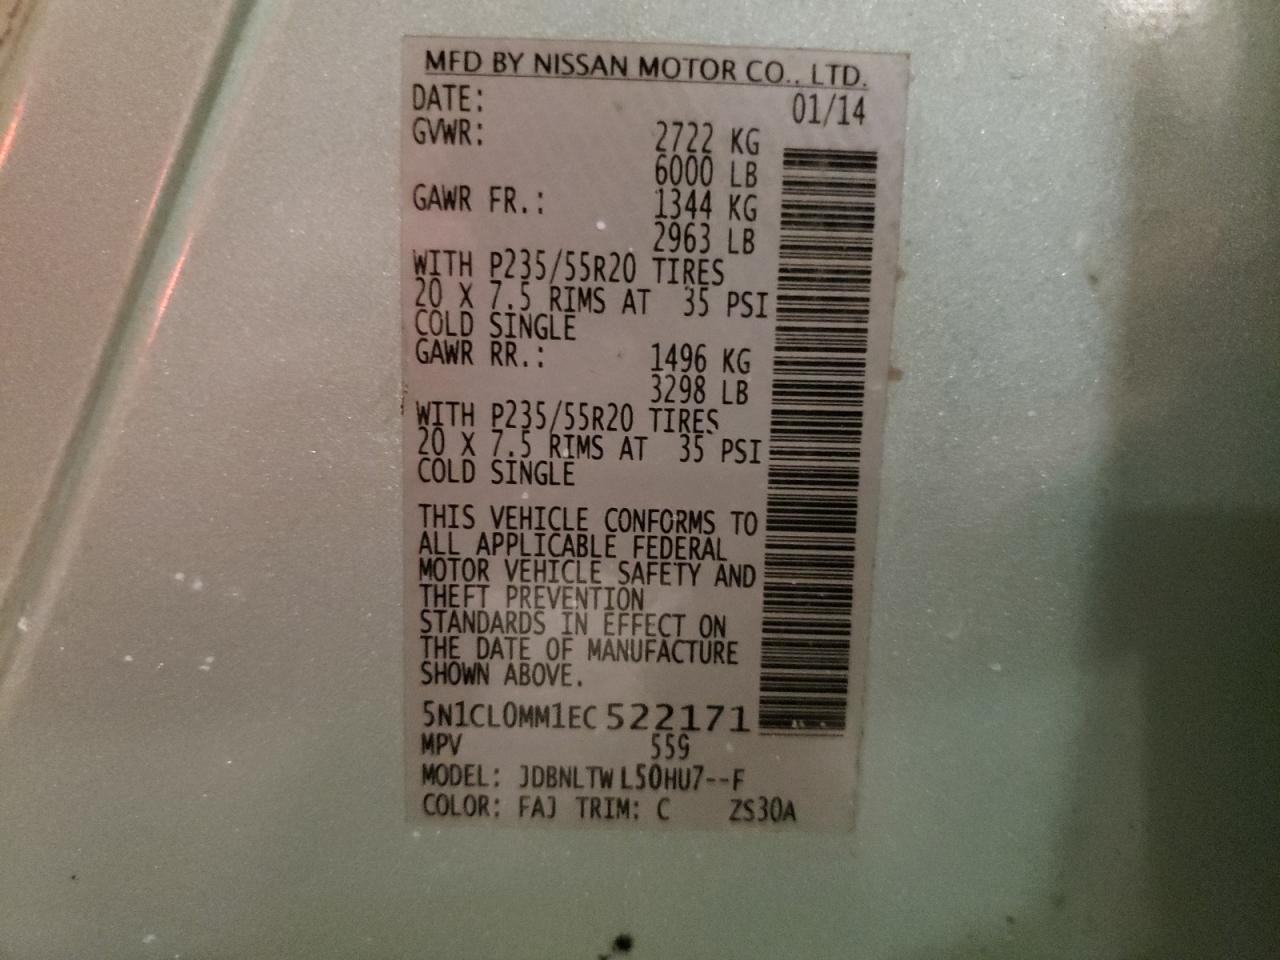 MFD BY NISSAN MOTOR CO., LTD.
DATE: 01/14
GVWR: 2722 KG
6000 LB
GAWR FR.: 1344 KG
2963 LB
WITH P235/55R20 TIRES
20 X 7.5 RIMS AT 35 PSI
COLD SINGLE
GAWR RR.: 1496 KG
3298 LB
WITH P235/55R20 TIRES
20 X 7.5 RIMS AT 35 PSI
COLD SINGLE
THIS VEHICLE CONFORMS TO
ALL APPLICABLE FEDERAL
MOTOR VEHICLE SAFETY AND
THEFT PREVENTION
STANDARDS IN EFFECT ON
THE DATE OF MANUFACTURE
SHOWN ABOVE.
5N1CL0MM1EC522171
MPV 559
MODEL: JDBNLTW L50HU7--F
COLOR: FAJ TRIM: C ZS30A